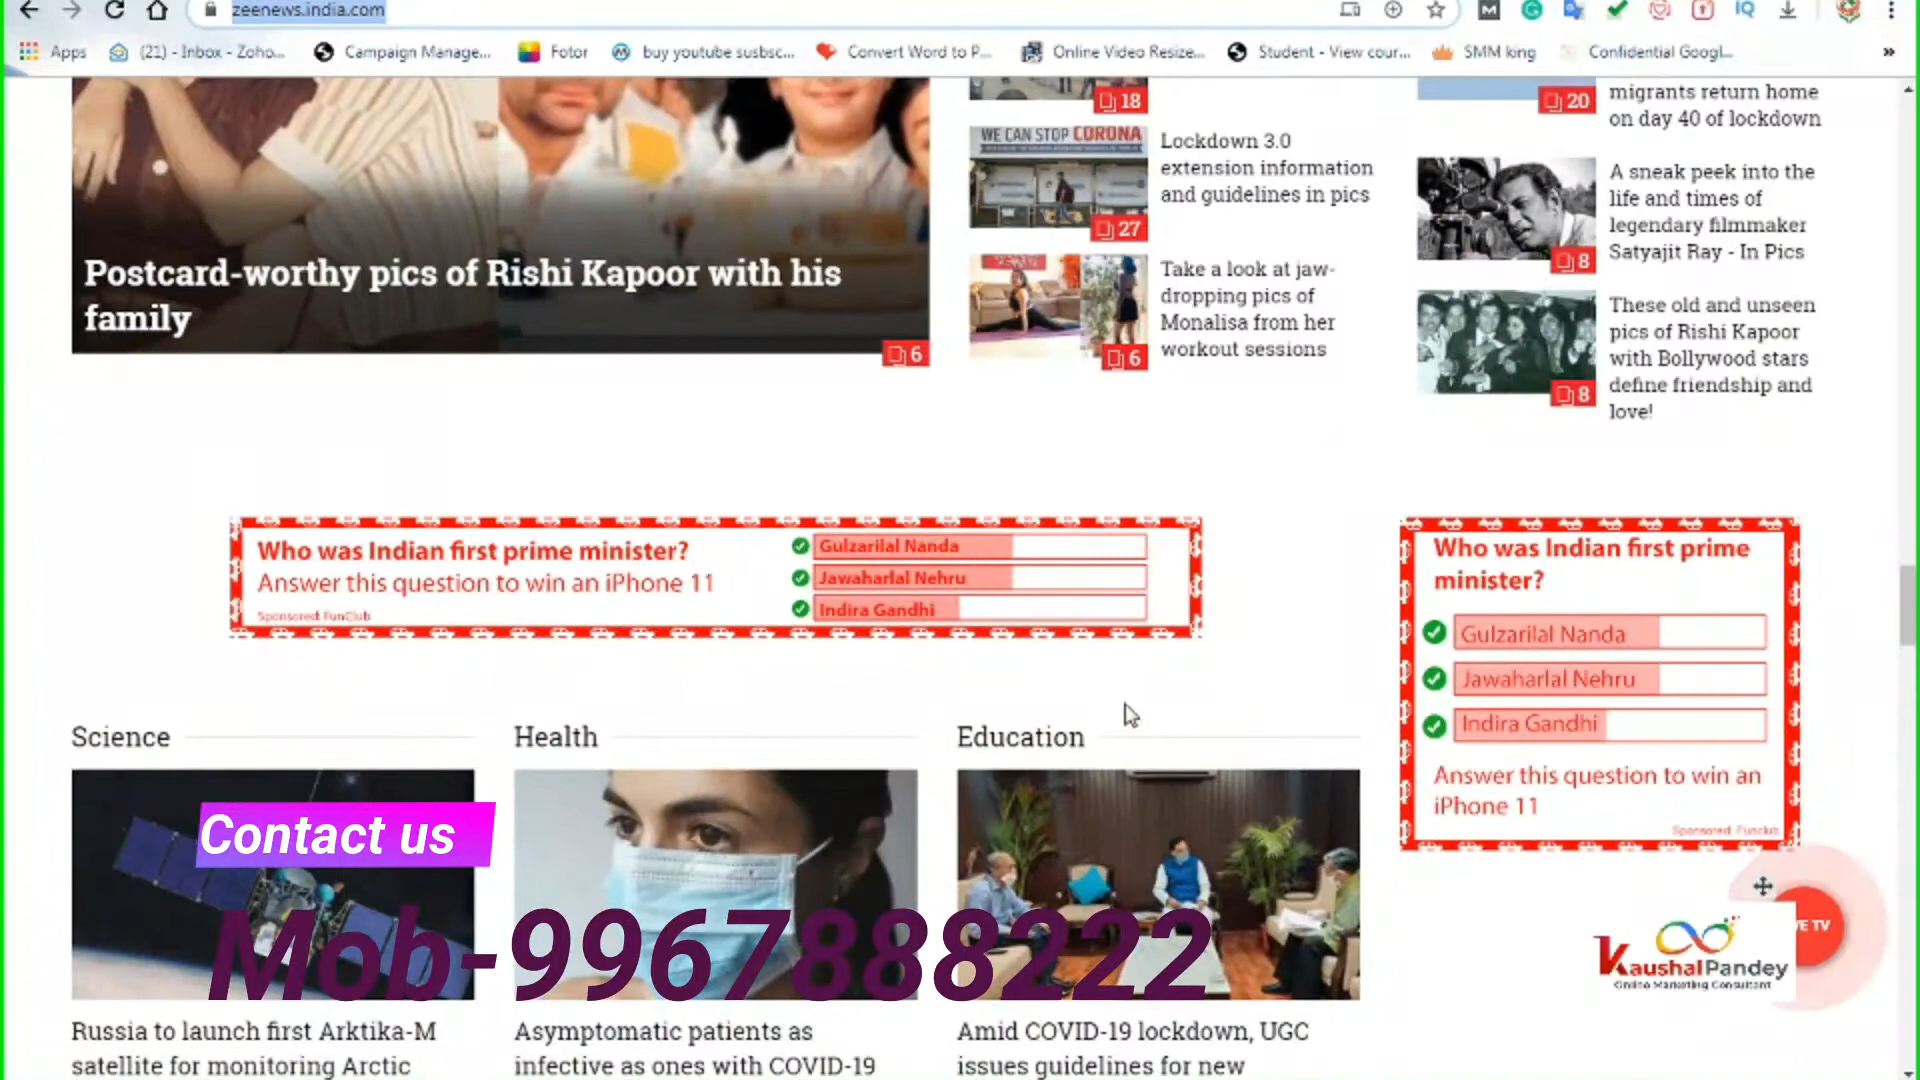 zeenews.india.com
Apps
(21) - Inbox - Zoho...
Campaign Manage...
Fotor
buy youtube susbsc...
Convert Word to P...
Online Video Resize...
Student - View cour...
SMM king
Confidential Googl...
»
Postcard-worthy pics of Rishi Kapoor with his
family
6
18
WE CAN STOP CORONA
27
Lockdown 3.0
extension information
and guidelines in pics
6
Take a look at jaw-
dropping pics of
Monalisa from her
workout sessions
20
migrants return home
on day 40 of lockdown
8
A sneak peek into the
life and times of
legendary filmmaker
Satyajit Ray - In Pics
8
These old and unseen
pics of Rishi Kapoor
with Bollywood stars
define friendship and
love!
Who was Indian first prime minister?
Answer this question to win an iPhone 11
Sponsored FunClub
Gulzarilal Nanda
Jawaharlal Nehru
Indira Gandhi
Who was Indian first prime
minister?
Gulzarilal Nanda
Jawaharlal Nehru
Indira Gandhi
Answer this question to win an
iPhone 11
Sponsored Funclub
Science
Health
Education
Contact us
Mob-9967888222
VE TV
KaushalPandey
Online Marketing Consultant
Russia to launch first Arktika-M
satellite for monitoring Arctic
Asymptomatic patients as
infective as ones with COVID-19
Amid COVID-19 lockdown, UGC
issues guidelines for new